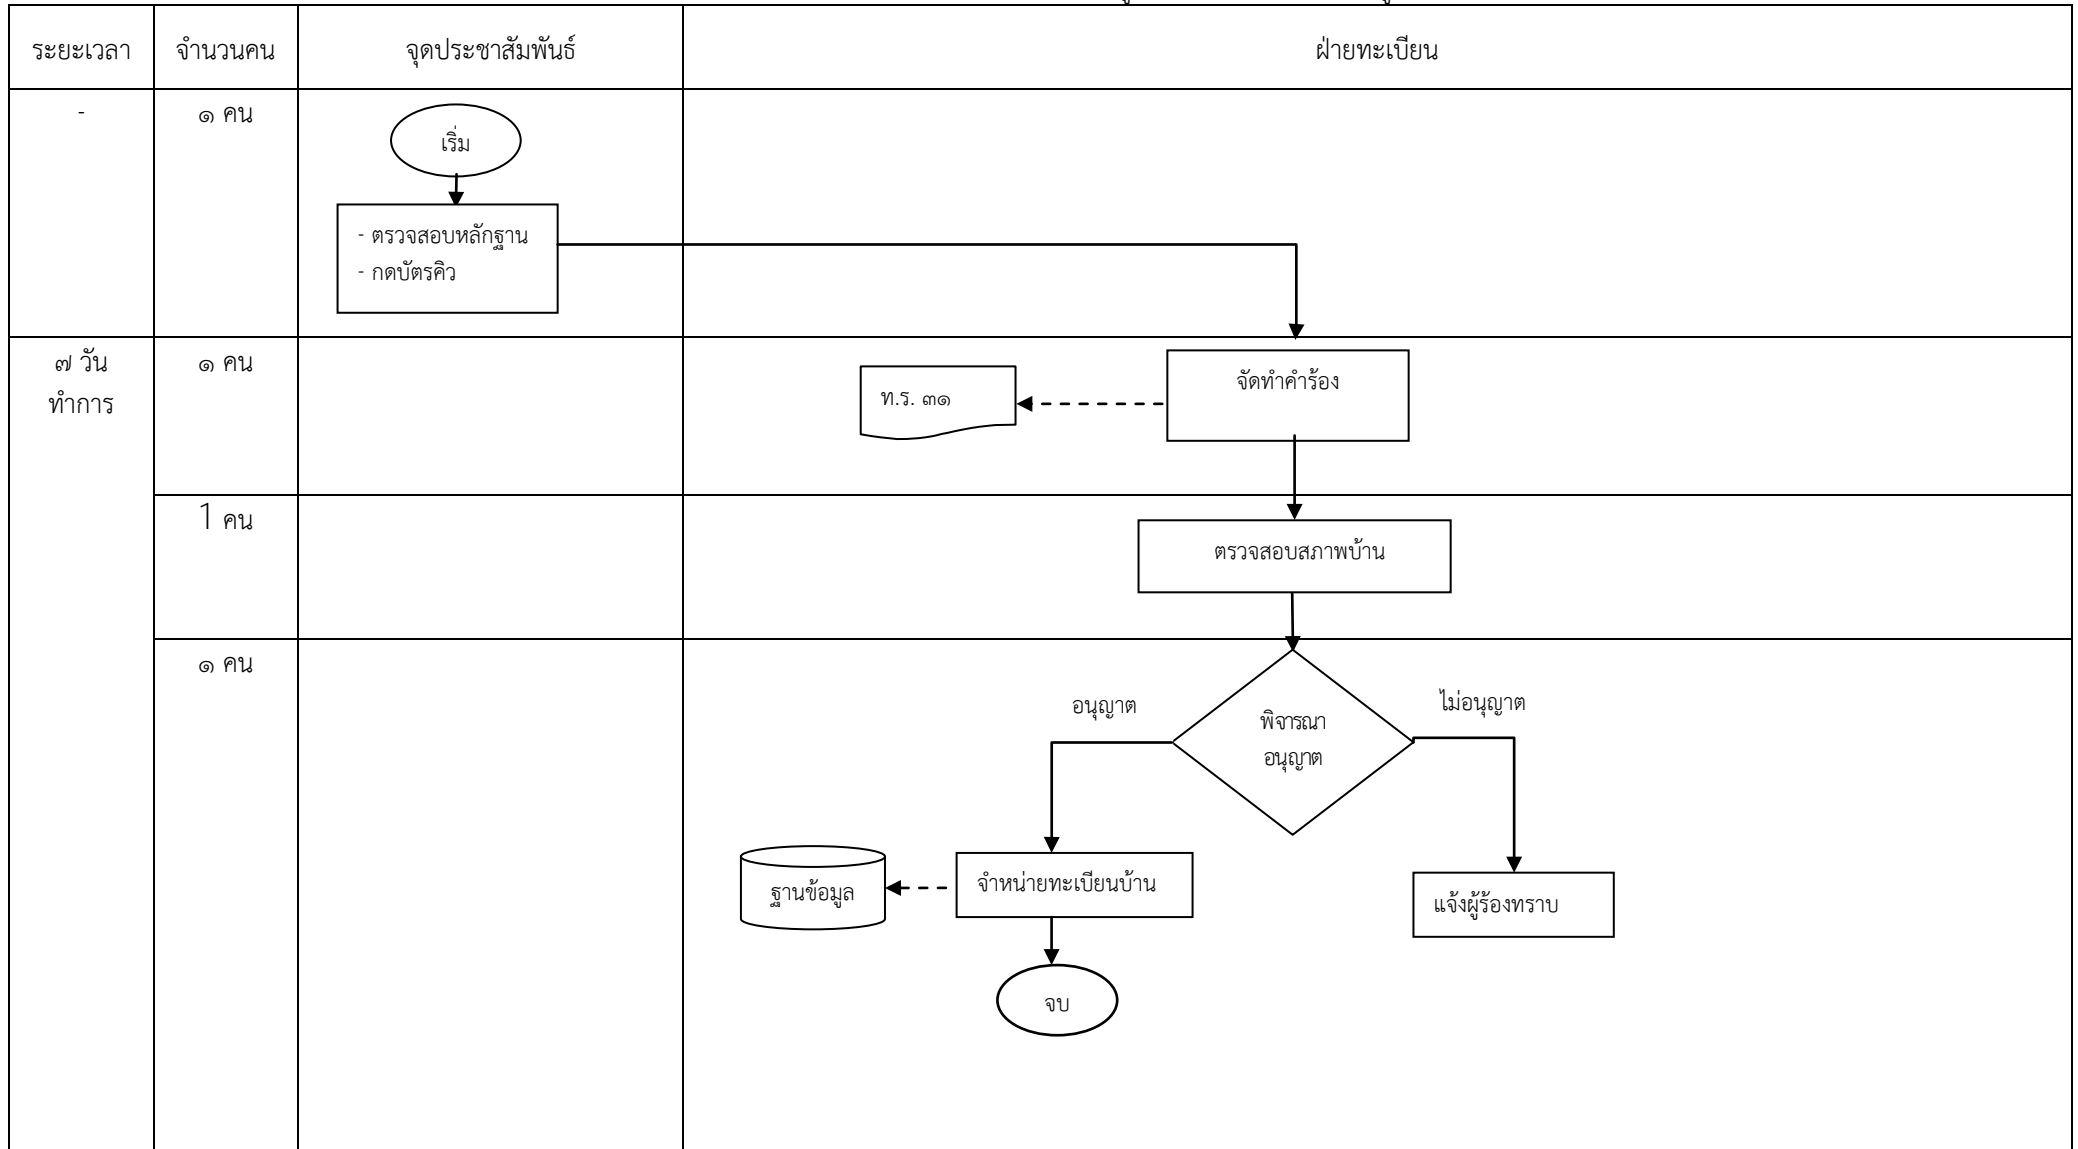 ระยะเวลา
จำนวนคน
จุดประชาสัมพันธ์
ฝ่ายทะเบียน
-
๑ คน
เริ่ม
- ตรวจสอบหลักฐาน
- กดบัตรคิว
๗ วัน
ทำการ
๑ คน
ท.ร. ๓๑
จัดทำคำร้อง
1 คน
ตรวจสอบสภาพบ้าน
๑ คน
อนุญาต
ไม่อนุญาต
พิจารณา
อนุญาต
ฐานข้อมูล
จำหน่ายทะเบียนบ้าน
แจ้งผู้ร้องทราบ
จบ